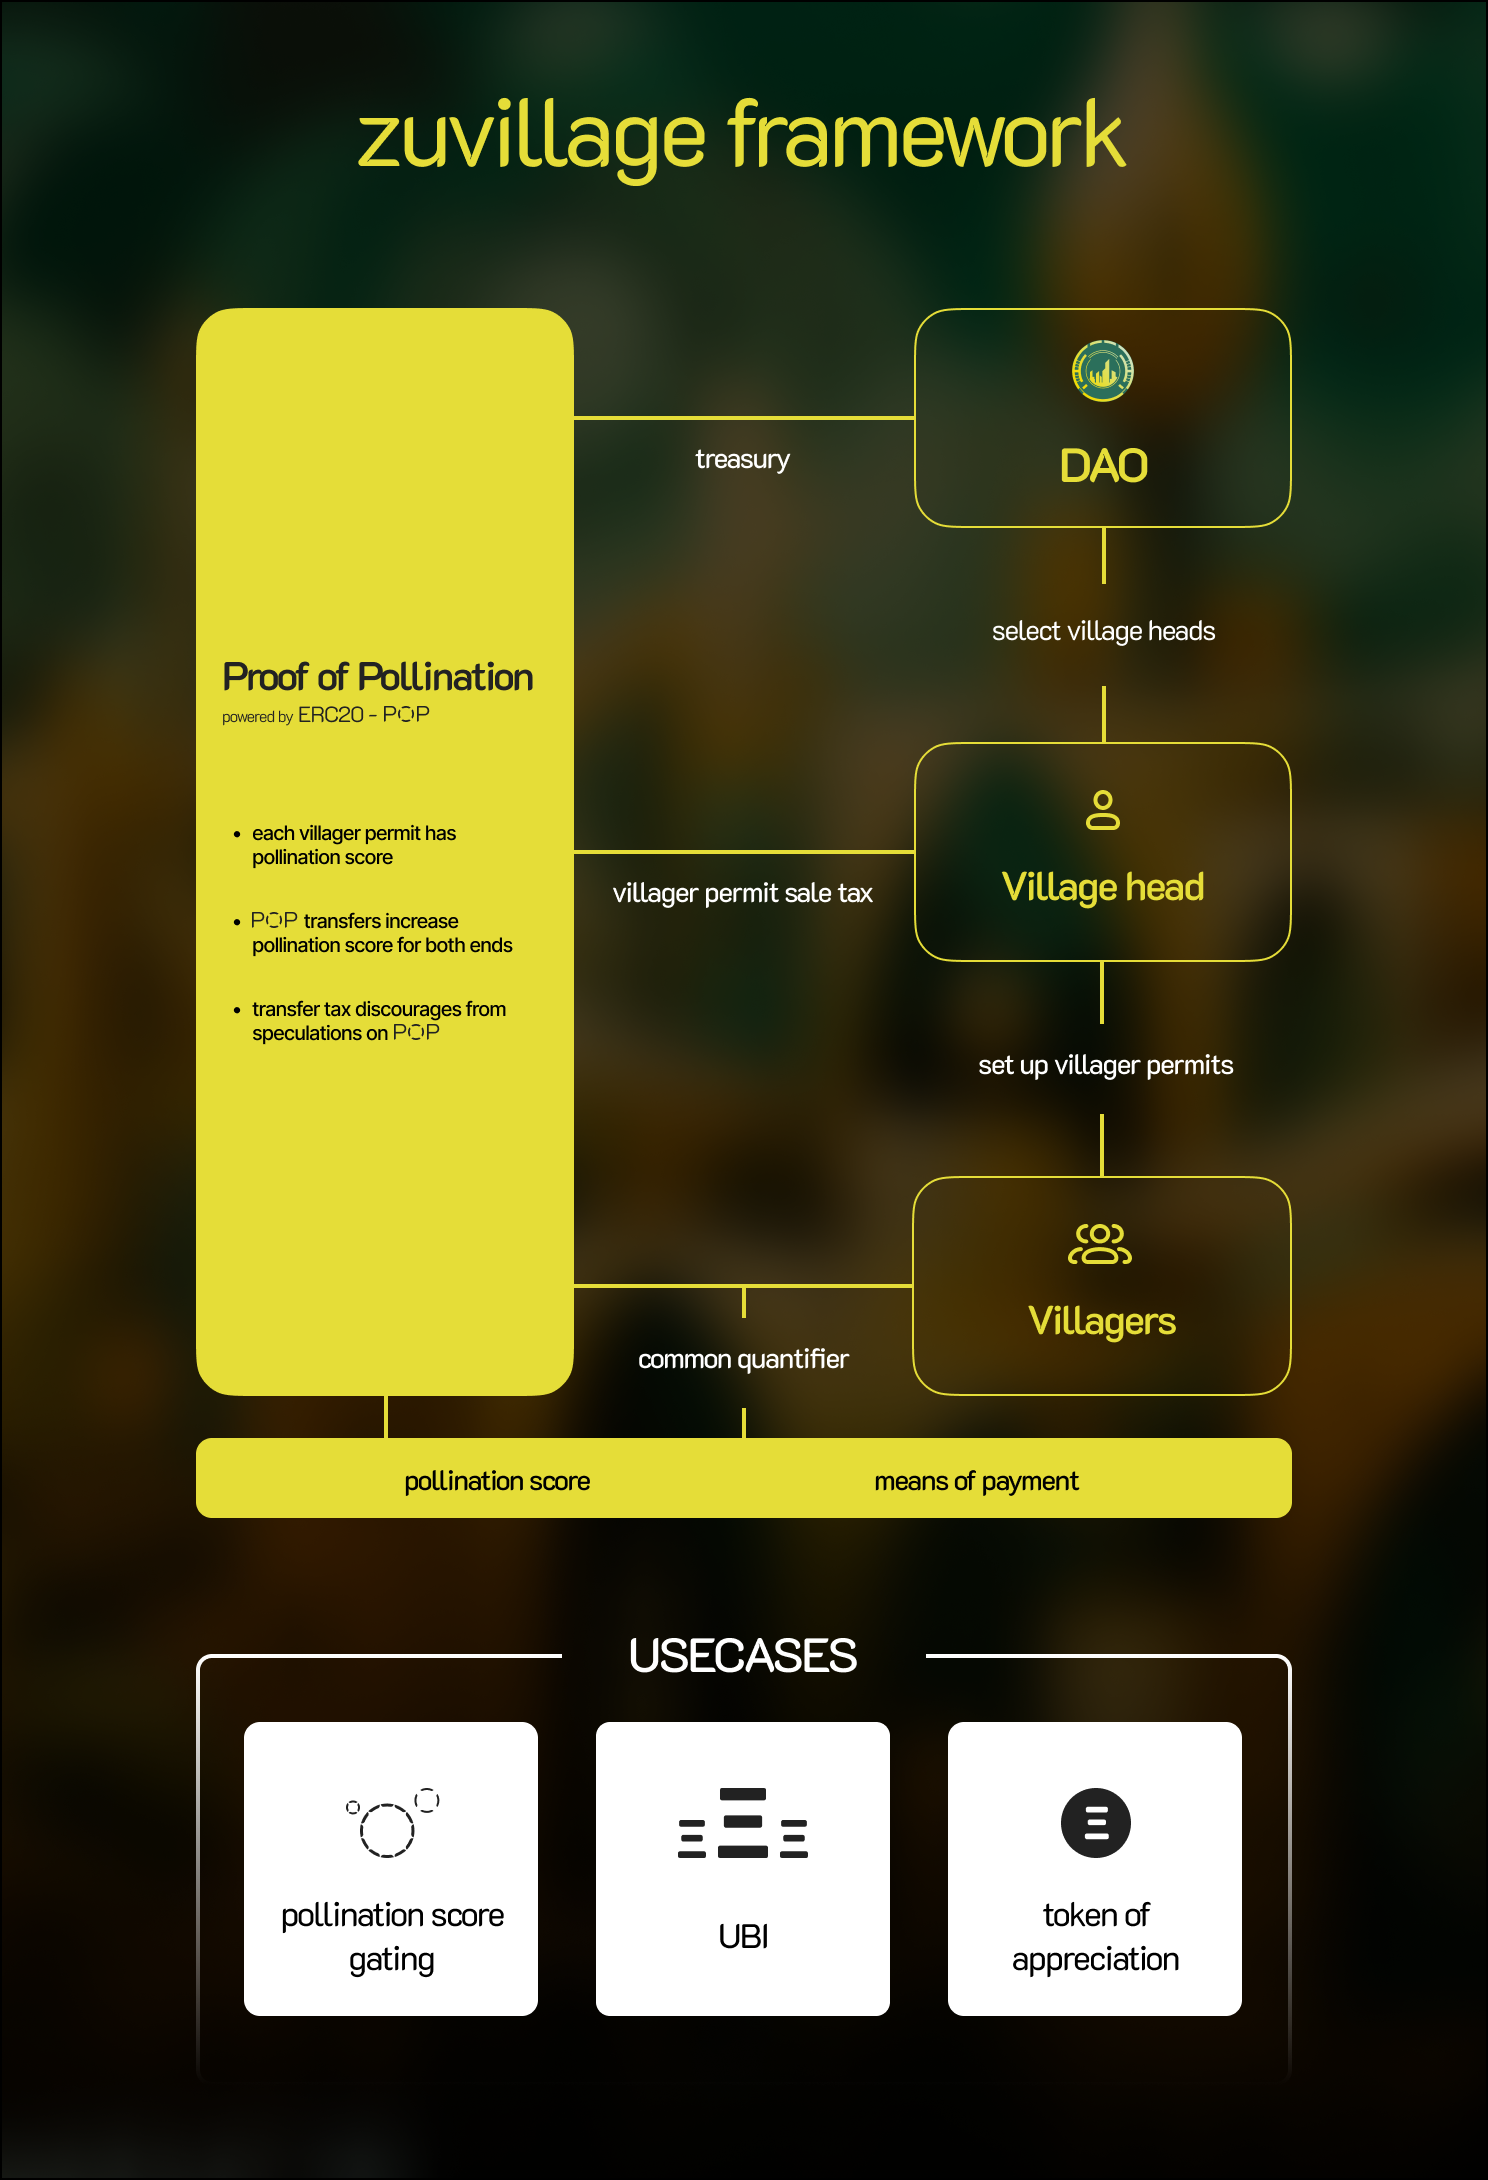 zuvillage framework
treasury
DAO
select village heads
Proof of Pollination
powered by ERC20 - POP
• each villager permit has
pollination score
• POP transfers increase
pollination score for both ends
• transfer tax discourages from
speculations on POP
villager permit sale tax
Village head
set up villager permits
Villagers
common quantifier
pollination score
means of payment
USECASES
pollination score
gating
UBI
token of
appreciation